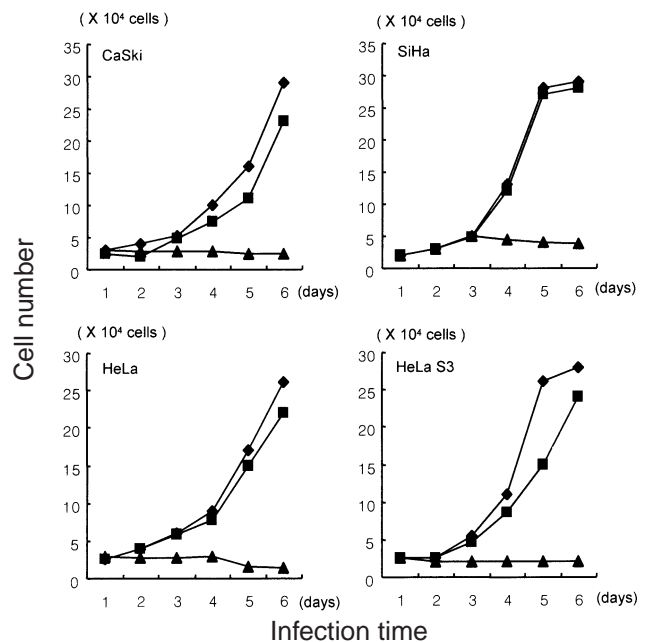 ( X 10⁴ cells )
CaSki
35
30
25
20
15
10
5
0
1 2 3 4 5 6 (days)
( X 10⁴ cells )
SiHa
35
30
25
20
15
10
5
0
1 2 3 4 5 6 (days)
Cell number
( X 10⁴ cells )
HeLa
30
25
20
15
10
5
0
1 2 3 4 5 6 (days)
( X 10⁴ cells )
HeLa S3
30
25
20
15
10
5
0
1 2 3 4 5 6 (days)
Infection time